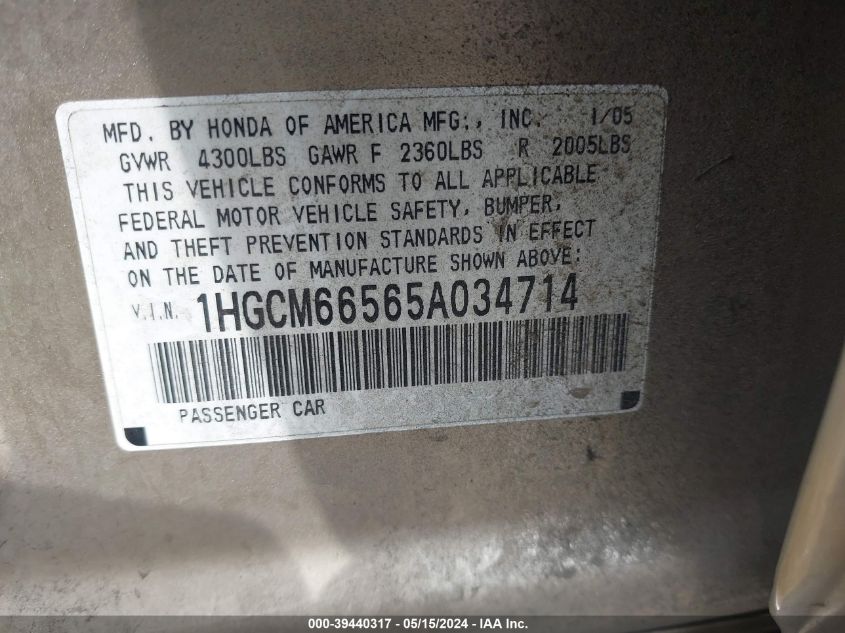 MFD. BY HONDA OF AMERICA MFG., INC. 1/05
GVWR 4300LBS GAWR F 2360LBS R 2005LBS
THIS VEHICLE CONFORMS TO ALL APPLICABLE
FEDERAL MOTOR VEHICLE SAFETY, BUMPER,
AND THEFT PREVENTION STANDARDS IN EFFECT
ON THE DATE OF MANUFACTURE SHOWN ABOVE:
V.I.N. 1HGCM66565A034714
PASSENGER CAR
000-39440317 - 05/15/2024 - IAA Inc.